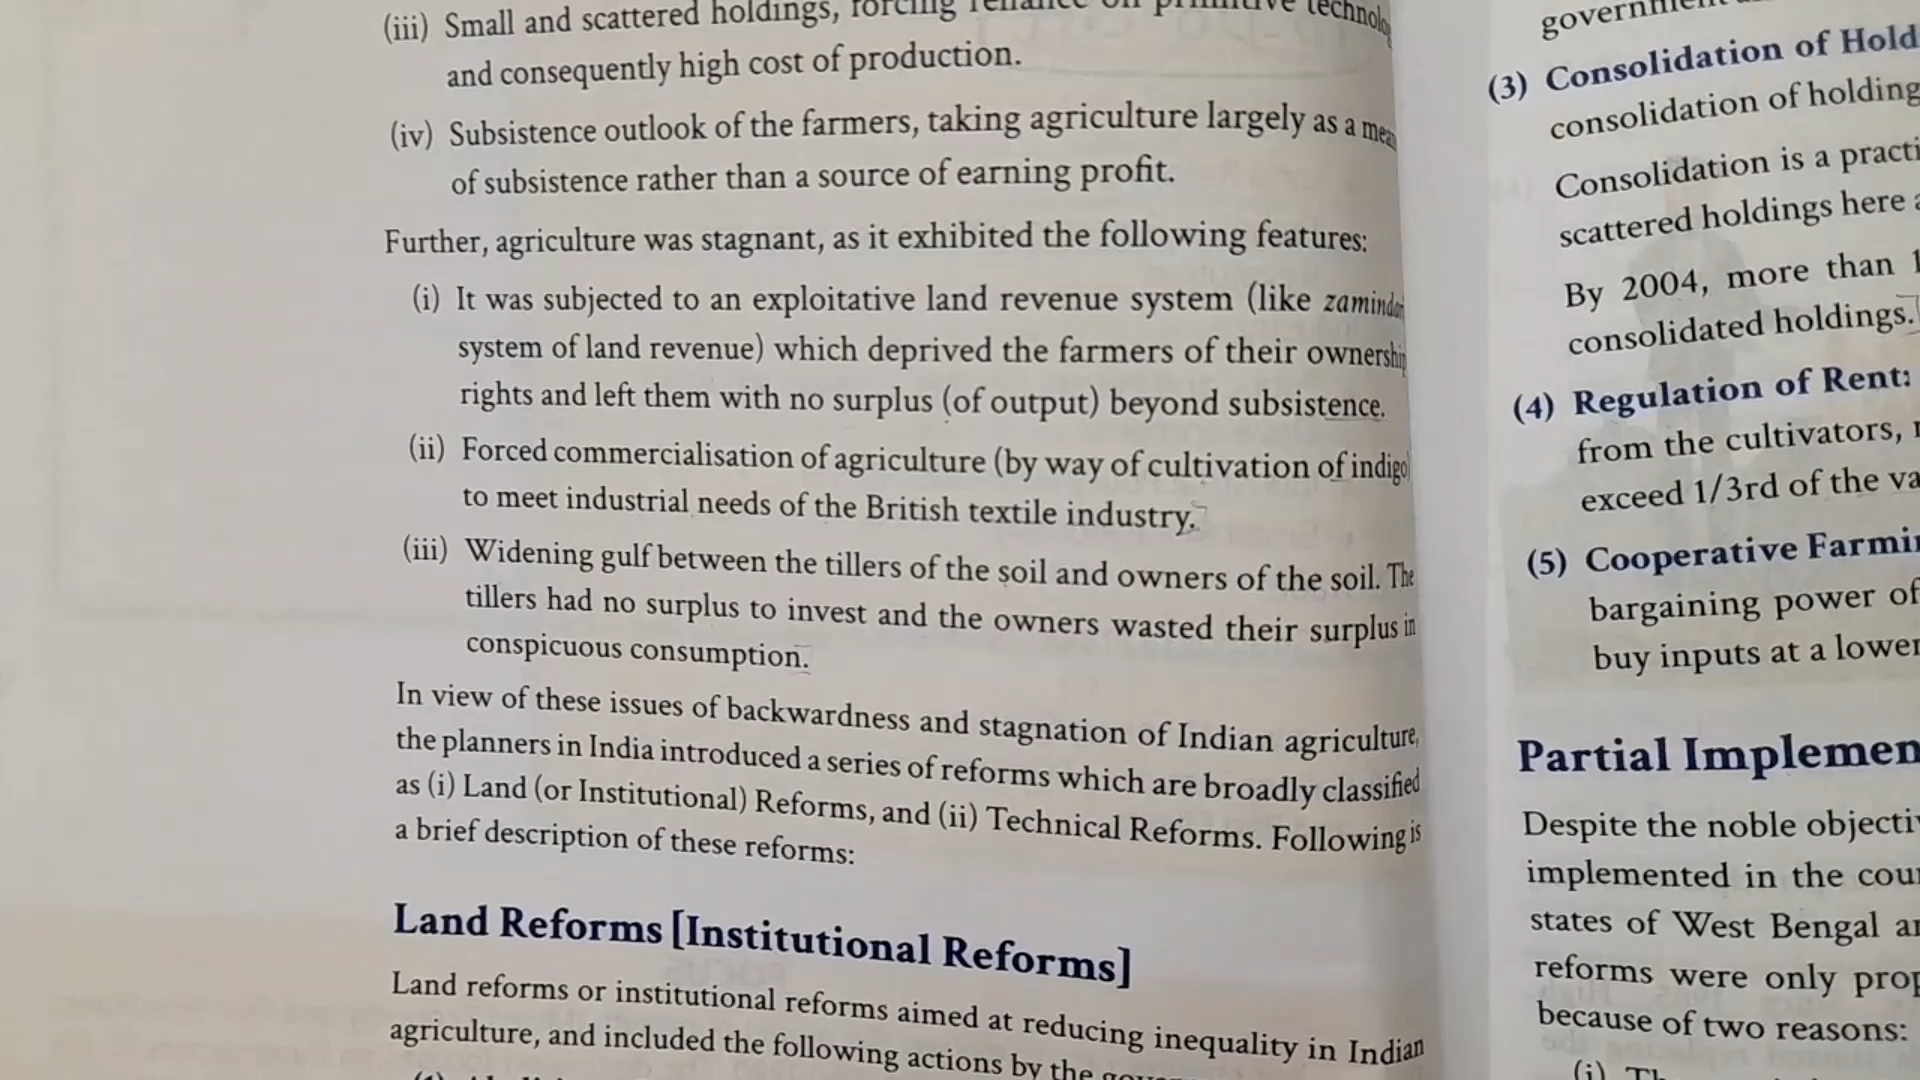 (iii) Small and scattered holdings, forcing reliance on primitive
and consequently high cost of production.
(iv) Subsistence outlook of the farmers, taking agriculture largely as a
of subsistence rather than a source of earning profit.
Further, agriculture was stagnant, as it exhibited the following features:
(i) It was subjected to an exploitative land revenue system (like
system of land revenue) which deprived the farmers of their
rights and left them with no surplus (of output) beyond subsistence.
(ii) Forced commercialisation of agriculture (by way of cultivation of indigo)
to meet industrial needs of the British textile industry.
(iii) Widening gulf between the tillers of the soil and owners of the soil. The
tillers had no surplus to invest and the owners wasted their surplus in
conspicuous consumption.
In view of these issues of backwardness and stagnation of Indian agriculture,
the planners in India introduced a series of reforms which are broadly classified
as (i) Land (or Institutional) Reforms, and (ii) Technical Reforms. Following is
a brief description of these reforms:
Land Reforms [Institutional Reforms]
Land reforms or institutional reforms aimed at reducing inequality in Indian
agriculture, and included the following actions by the
(3) Consolidation of
consolidation of
Consolidation is a
scattered holdings here
By 2004, more than
consolidated holdings.
(4) Regulation of Rent:
from the cultivators,
exceed 1/3rd of the
(5) Cooperative
bargaining power of
buy inputs at a
Partial
Despite the noble
implemented in the
states of West Bengal
reforms were only
because of two reasons:
(i)